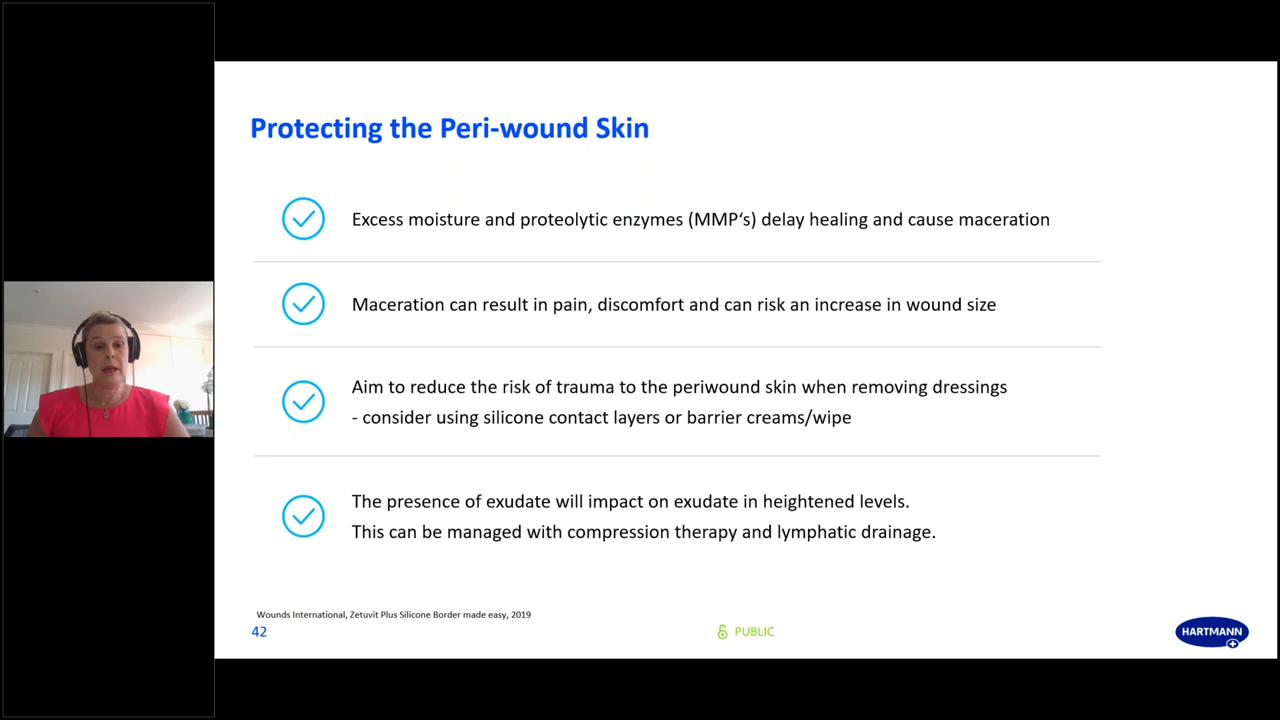 Protecting the Peri-wound Skin
Excess moisture and proteolytic enzymes (MMP‘s) delay healing and cause maceration
Maceration can result in pain, discomfort and can risk an increase in wound size
Aim to reduce the risk of trauma to the periwound skin when removing dressings
- consider using silicone contact layers or barrier creams/wipe
The presence of exudate will impact on exudate in heightened levels.
This can be managed with compression therapy and lymphatic drainage.
Wounds International, Zetuvit Plus Silicone Border made easy, 2019
42
PUBLIC
HARTMANN